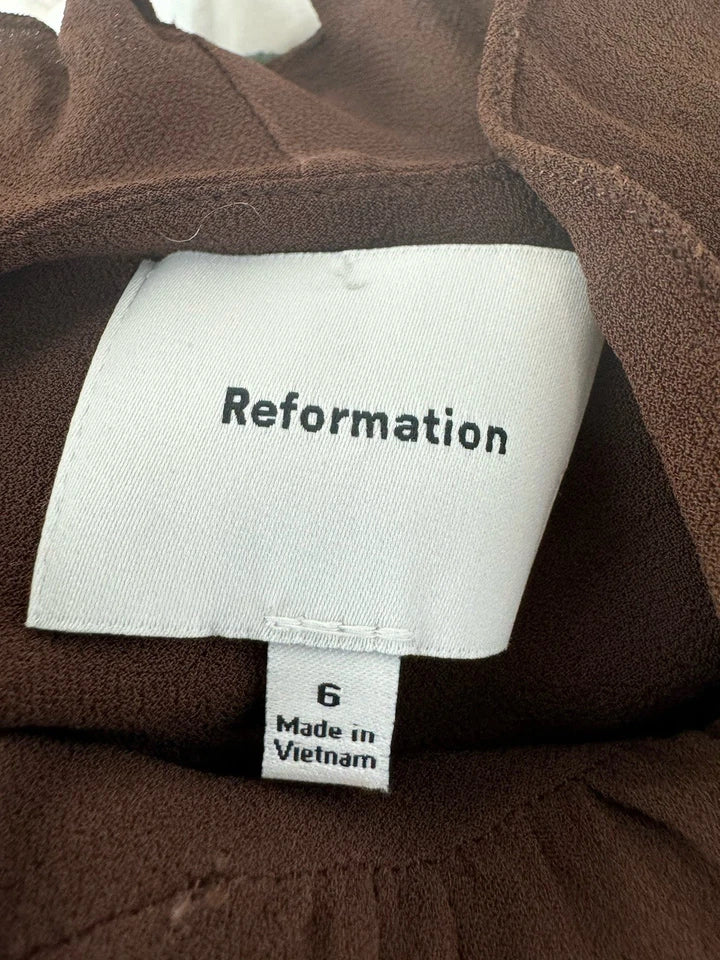 Reformation
6
Made in
Vietnam